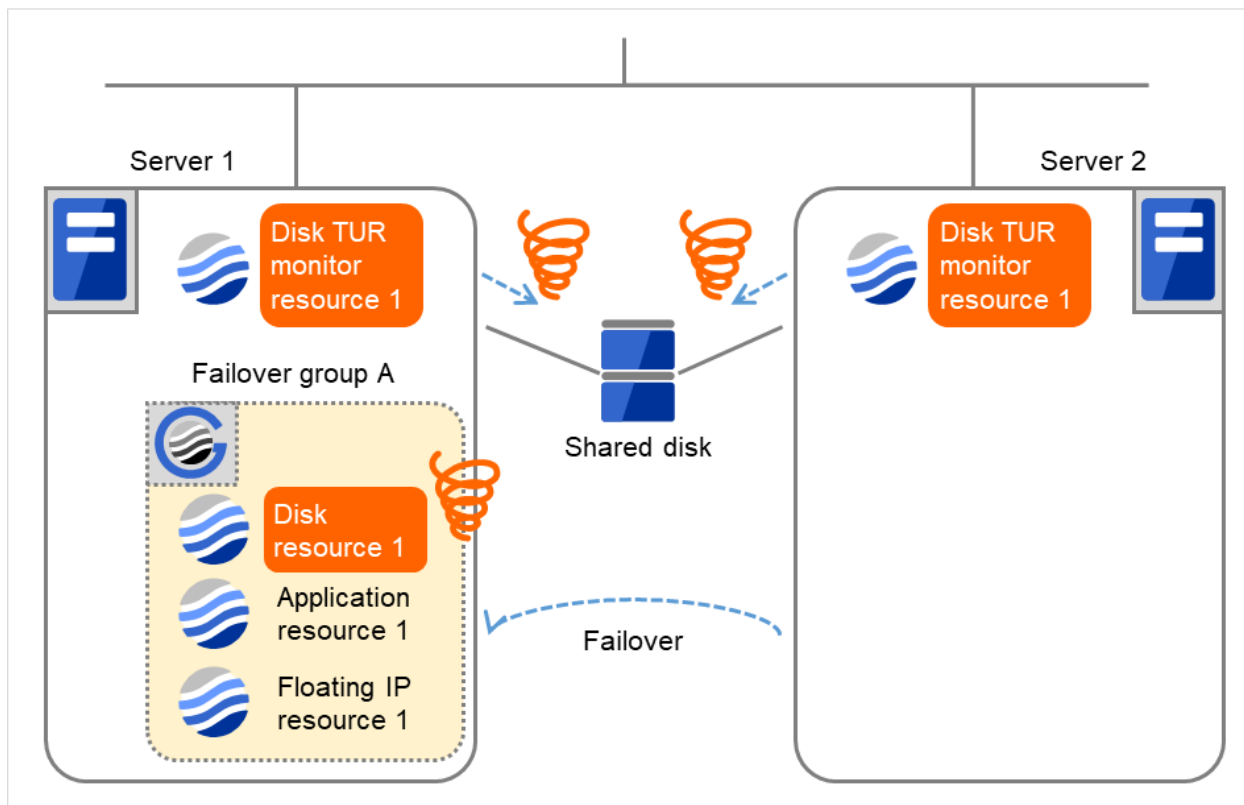 Server 1
Server 2
Disk TUR
monitor
resource 1
Disk TUR
monitor
resource 1
Shared disk
Failover group A
Disk
resource 1
Application
resource 1
Floating IP
resource 1
Failover